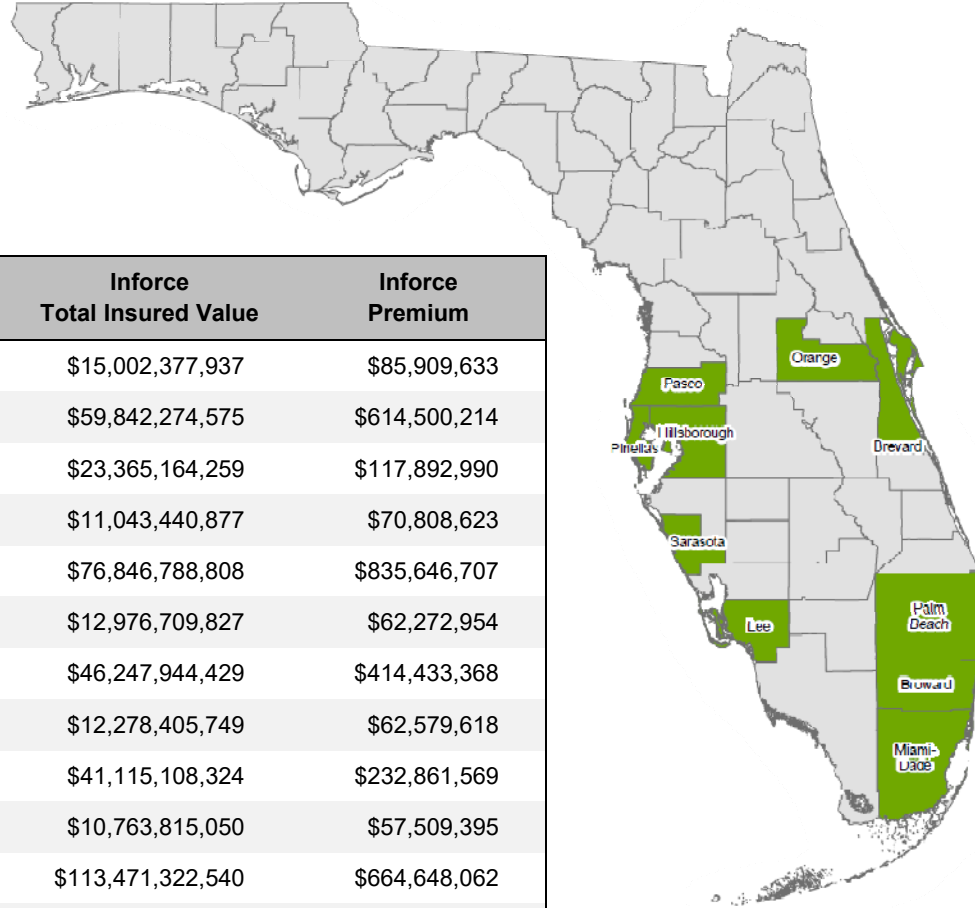 Inforce Inforce
Total Insured Value Premium
$15,002,377,937 $85,909,633
$59,842,274,575 $614,500,214
$23,365,164,259 $117,892,990
$11,043,440,877 $70,808,623
$76,846,788,808 $835,646,707
$12,976,709,827 $62,272,954
$46,247,944,429 $414,433,368
$12,278,405,749 $62,579,618
$41,115,108,324 $232,861,569
$10,763,815,050 $57,509,395
$113,471,322,540 $664,648,062
Orange
Pasco
Hillsborough
Pinellas
Brevard
Sarasota
Lee
Palm
Beach
Broward
Miami-
Dade